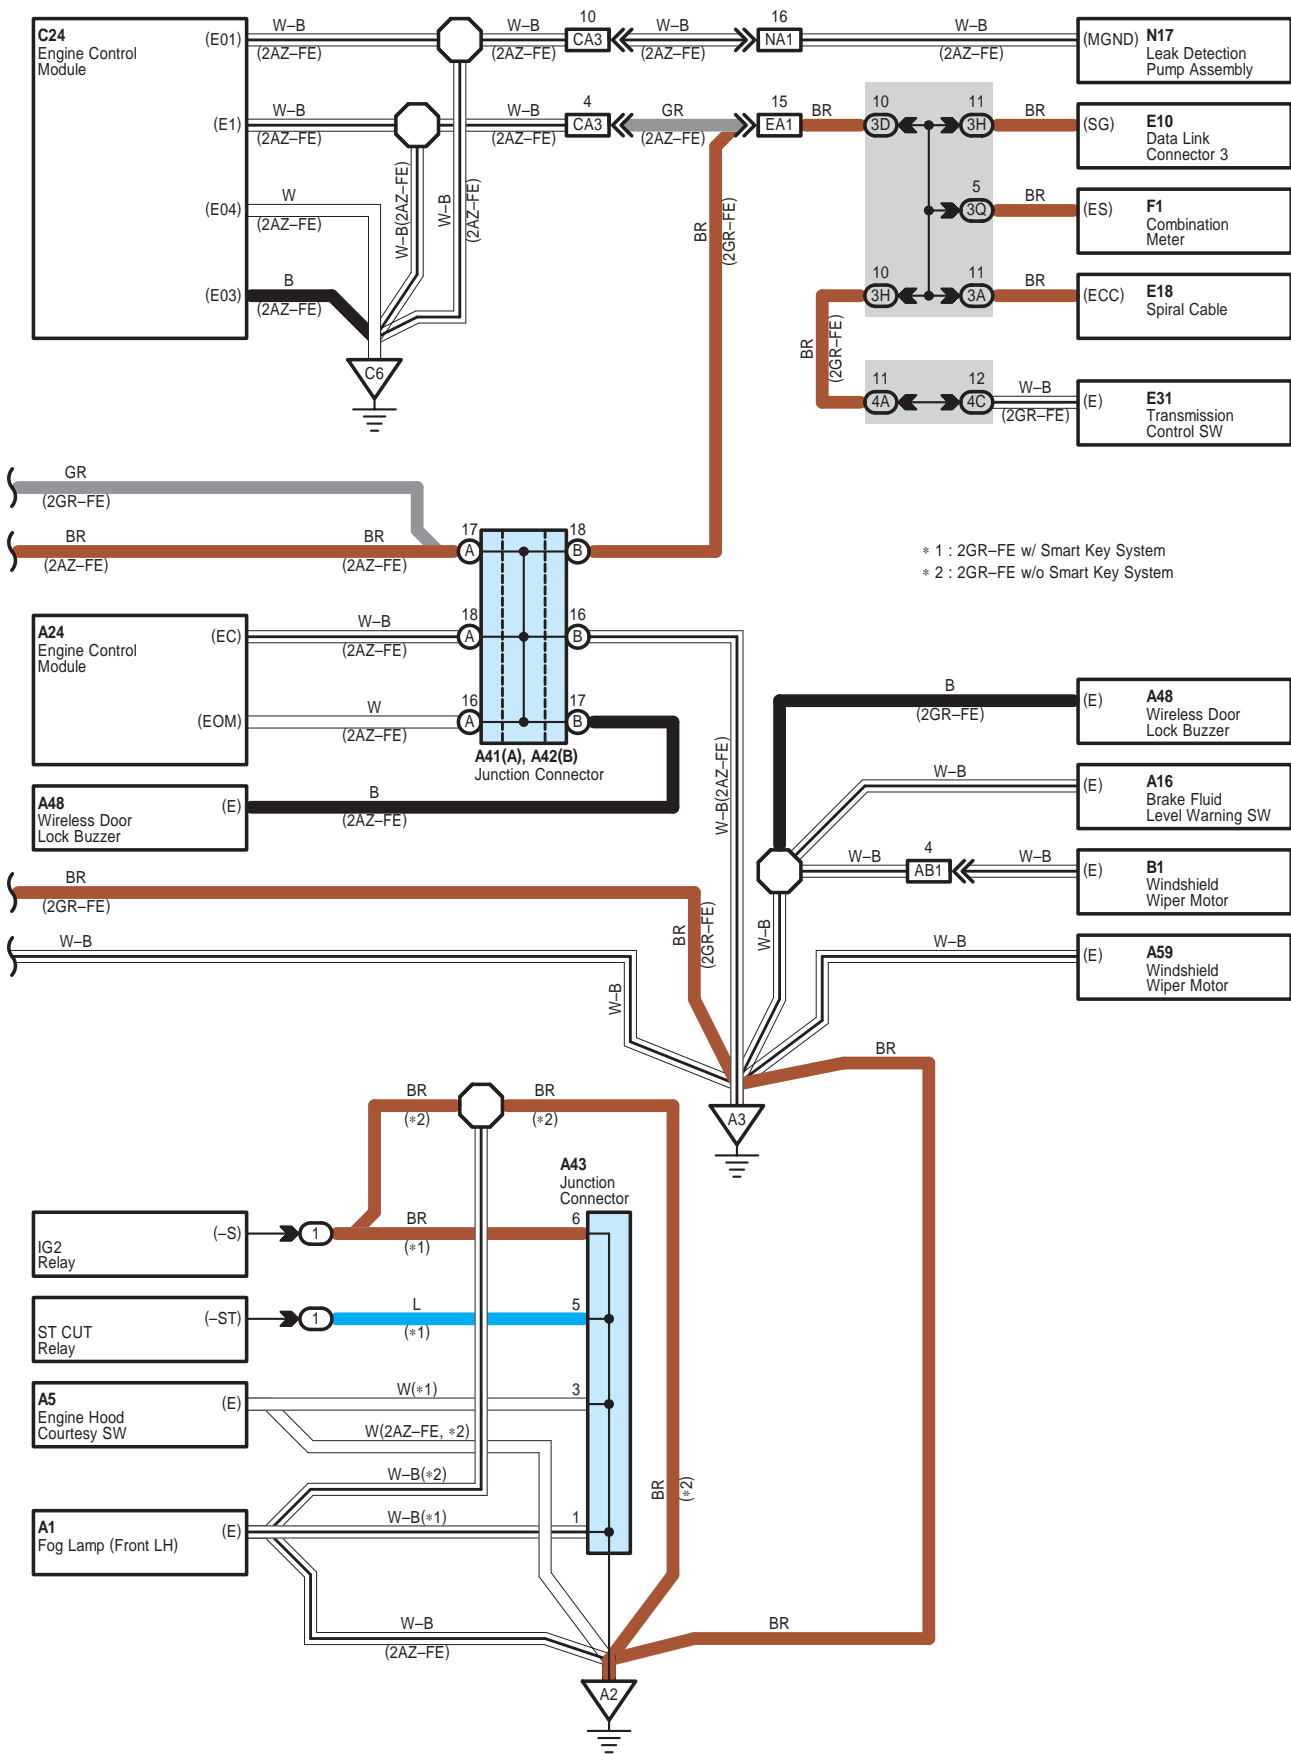 C24
Engine Control
Module
(E01)
W–B
(2AZ–FE)
W–B
(2AZ–FE)
10
CA3
W–B
(2AZ–FE)
16
NA1
W–B
(2AZ–FE)
(MGND)
N17
Leak Detection
Pump Assembly
(E1)
W–B
(2AZ–FE)
W–B
(2AZ–FE)
4
CA3
GR
(2AZ–FE)
15
EA1
BR
10
3D
11
3H
BR
(SG)
E10
Data Link
Connector 3
(E04)
W
(2AZ–FE)
W–B(2AZ–FE)
W–B
(2AZ–FE)
BR
(2GR–FE)
5
3Q
BR
(ES)
F1
Combination
Meter
(E03)
B
(2AZ–FE)
10
3H
11
3A
BR
(ECC)
E18
Spiral Cable
C6
BR
(2GR–FE)
11
4A
12
4C
W–B
(2GR–FE)
(E)
E31
Transmission
Control SW
GR
(2GR–FE)
BR
(2AZ–FE)
BR
(2AZ–FE)
17
A
18
B
∗ 1 : 2GR–FE w/ Smart Key System
∗ 2 : 2GR–FE w/o Smart Key System
A24
Engine Control
Module
(EC)
W–B
(2AZ–FE)
18
A
16
B
(EOM)
W
(2AZ–FE)
16
A
17
B
A41(A), A42(B)
Junction Connector
W–B(2AZ–FE)
B
(2GR–FE)
(E)
A48
Wireless Door
Lock Buzzer
A48
Wireless Door
Lock Buzzer
(E)
B
(2AZ–FE)
W–B
(E)
A16
Brake Fluid
Level Warning SW
W–B
4
AB1
W–B
(E)
B1
Windshield
Wiper Motor
BR
(2GR–FE)
BR
(2GR–FE)
W–B
W–B
W–B
W–B
(E)
A59
Windshield
Wiper Motor
BR
A3
BR
(∗2)
BR
(∗2)
A43
Junction
Connector
IG2
Relay
(–S)
1
BR
(∗1)
6
ST CUT
Relay
(–ST)
1
L
(∗1)
5
A5
Engine Hood
Courtesy SW
(E)
W(∗1)
3
W(2AZ–FE, ∗2)
W–B(∗2)
BR
(∗2)
A1
Fog Lamp (Front LH)
(E)
W–B(∗1)
1
W–B
(2AZ–FE)
BR
A2